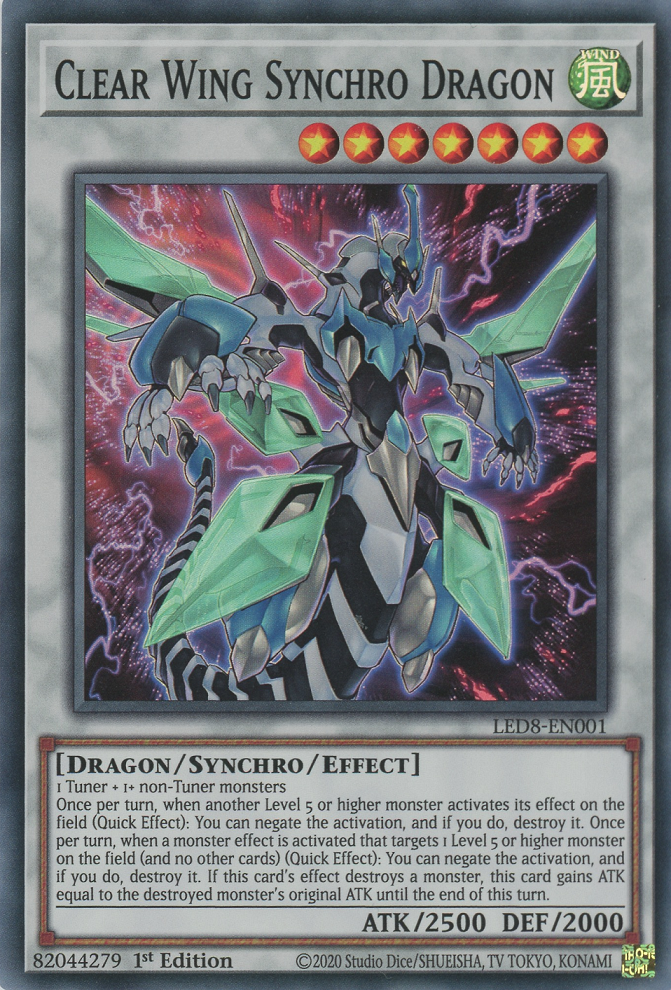 CLEAR WING SYNCHRO DRAGON
WIND
風
LED8-EN001
[DRAGON/SYNCHRO/EFFECT]
1 Tuner + 1+ non-Tuner monsters
Once per turn, when another Level 5 or higher monster activates its effect on the
field (Quick Effect): You can negate the activation, and if you do, destroy it. Once
per turn, when a monster effect is activated that targets 1 Level 5 or higher monster
on the field (and no other cards) (Quick Effect): You can negate the activation, and
if you do, destroy it. If this card's effect destroys a monster, this card gains ATK
equal to the destroyed monster's original ATK until the end of this turn.
ATK/2500 DEF/2000
82044279 1st Edition ©2020 Studio Dice/SHUEISHA, TV TOKYO, KONAMI